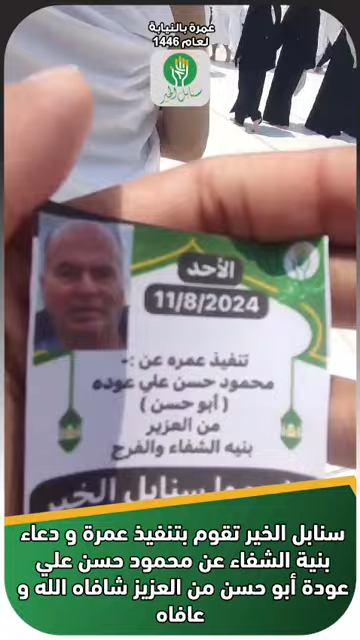 عمرة بالنيابة
لعام 1446
سنابل الخير
الأحد
11/8/2024
تنفيذ عمره عن :-
محمود حسن علي عوده
( أبو حسن )
من العزير
بنيه الشفاء والفرح
سنابل الخير
سنابل الخير تقوم بتنفيذ عمرة و دعاء
بنية الشفاء عن محمود حسن علي
عودة أبو حسن من العزيز شافاه الله و
عافاه